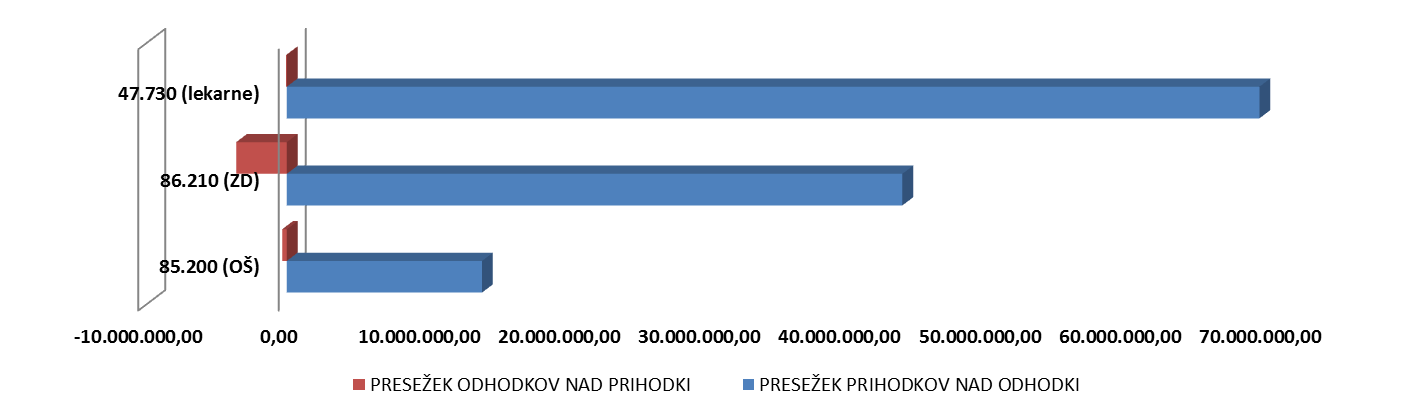 47.730 (lekarne)
86.210 (ZD)
85.200 (OŠ)
-10.000.000,00 0,00 10.000.000,00 20.000.000,00 30.000.000,00 40.000.000,00 50.000.000,00 60.000.000,00 70.000.000,00
PRESEŽEK ODHODKOV NAD PRIHODKI PRESEŽEK PRIHODKOV NAD ODHODKI